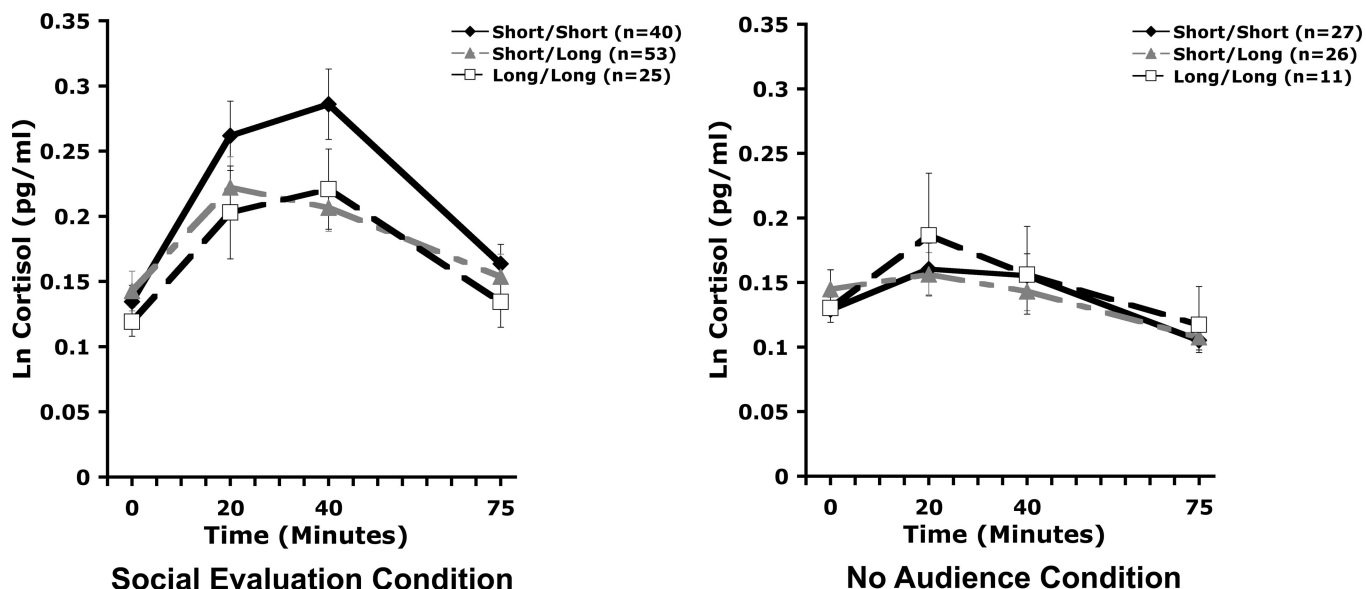 0.35
0.3
0.25
0.2
0.15
0.1
0.05
0
Ln Cortisol (pg/ml)
Short/Short (n=40)
Short/Long (n=53)
Long/Long (n=25)
0 20 40 75
Time (Minutes)
Social Evaluation Condition
0.35
0.3
0.25
0.2
0.15
0.1
0.05
0
Ln Cortisol (pg/ml)
Short/Short (n=27)
Short/Long (n=26)
Long/Long (n=11)
0 20 40 75
Time (Minutes)
No Audience Condition